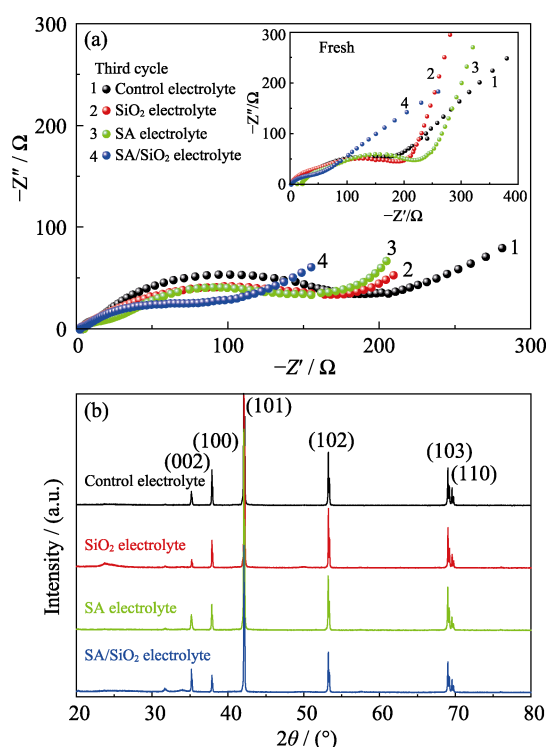 (a)
Third cycle
1 Control electrolyte
2 SiO₂ electrolyte
3 SA electrolyte
4 SA/SiO₂ electrolyte
−Z″ / Ω
300
200
100
0
0 100 200 300
−Z′ / Ω
1
2
3
4
Fresh
−Z″/Ω
300
200
100
0
0 100 200 300 400
−Z′/Ω
1
2
3
4
(b)
(002) (100) (101) (102) (103) (110)
Control electrolyte
SiO₂ electrolyte
SA electrolyte
SA/SiO₂ electrolyte
Intensity / (a.u.)
20 30 40 50 60 70 80
2θ / (°)